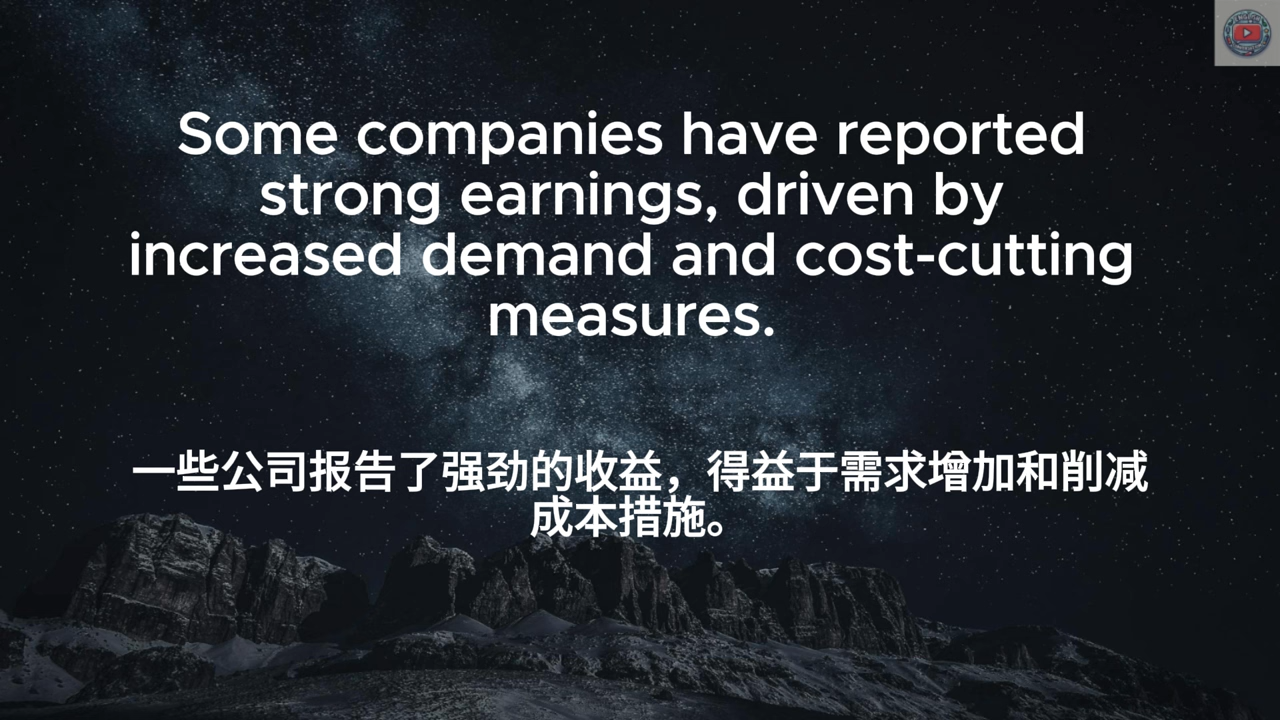 Some companies have reported
strong earnings, driven by
increased demand and cost-cutting
measures.
一些公司报告了强劲的收益，得益于需求增加和削减
成本措施。